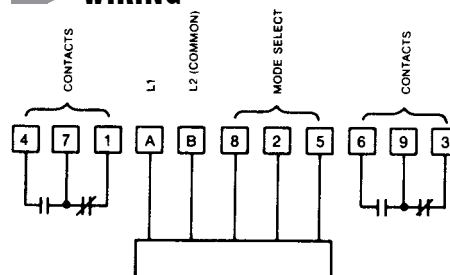 WIRING
CONTACTS
L1
L2 (COMMON)
MODE SELECT
CONTACTS
4 7 1 A B 8 2 5 6 9 3